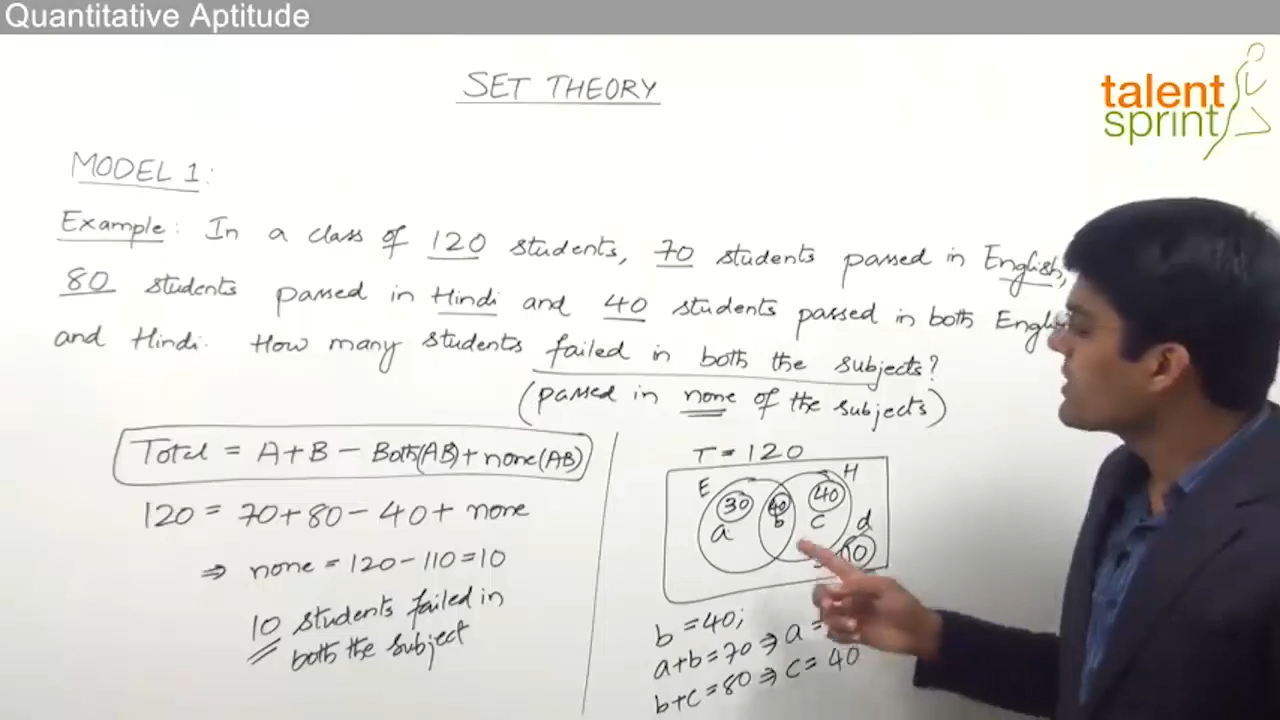 Quantitative Aptitude
talent
sprint
SET THEORY
MODEL 1:
Example: In a class of 120 students, 70 students passed in English,
80 students passed in Hindi and 40 students passed in both English
and Hindi. How many students failed in both the subjects?
(passed in none of the subjects)
Total = A+B - Both(AB) + none(AB)
120 = 70+80-40+ none
⇒ none = 120-110=10
10 students failed in
both the subject
T = 120
E
H
30
40
40
a
b
c
d
10
b = 40;
a+b = 70 ⇒ a =
b+c = 80 ⇒ c = 40